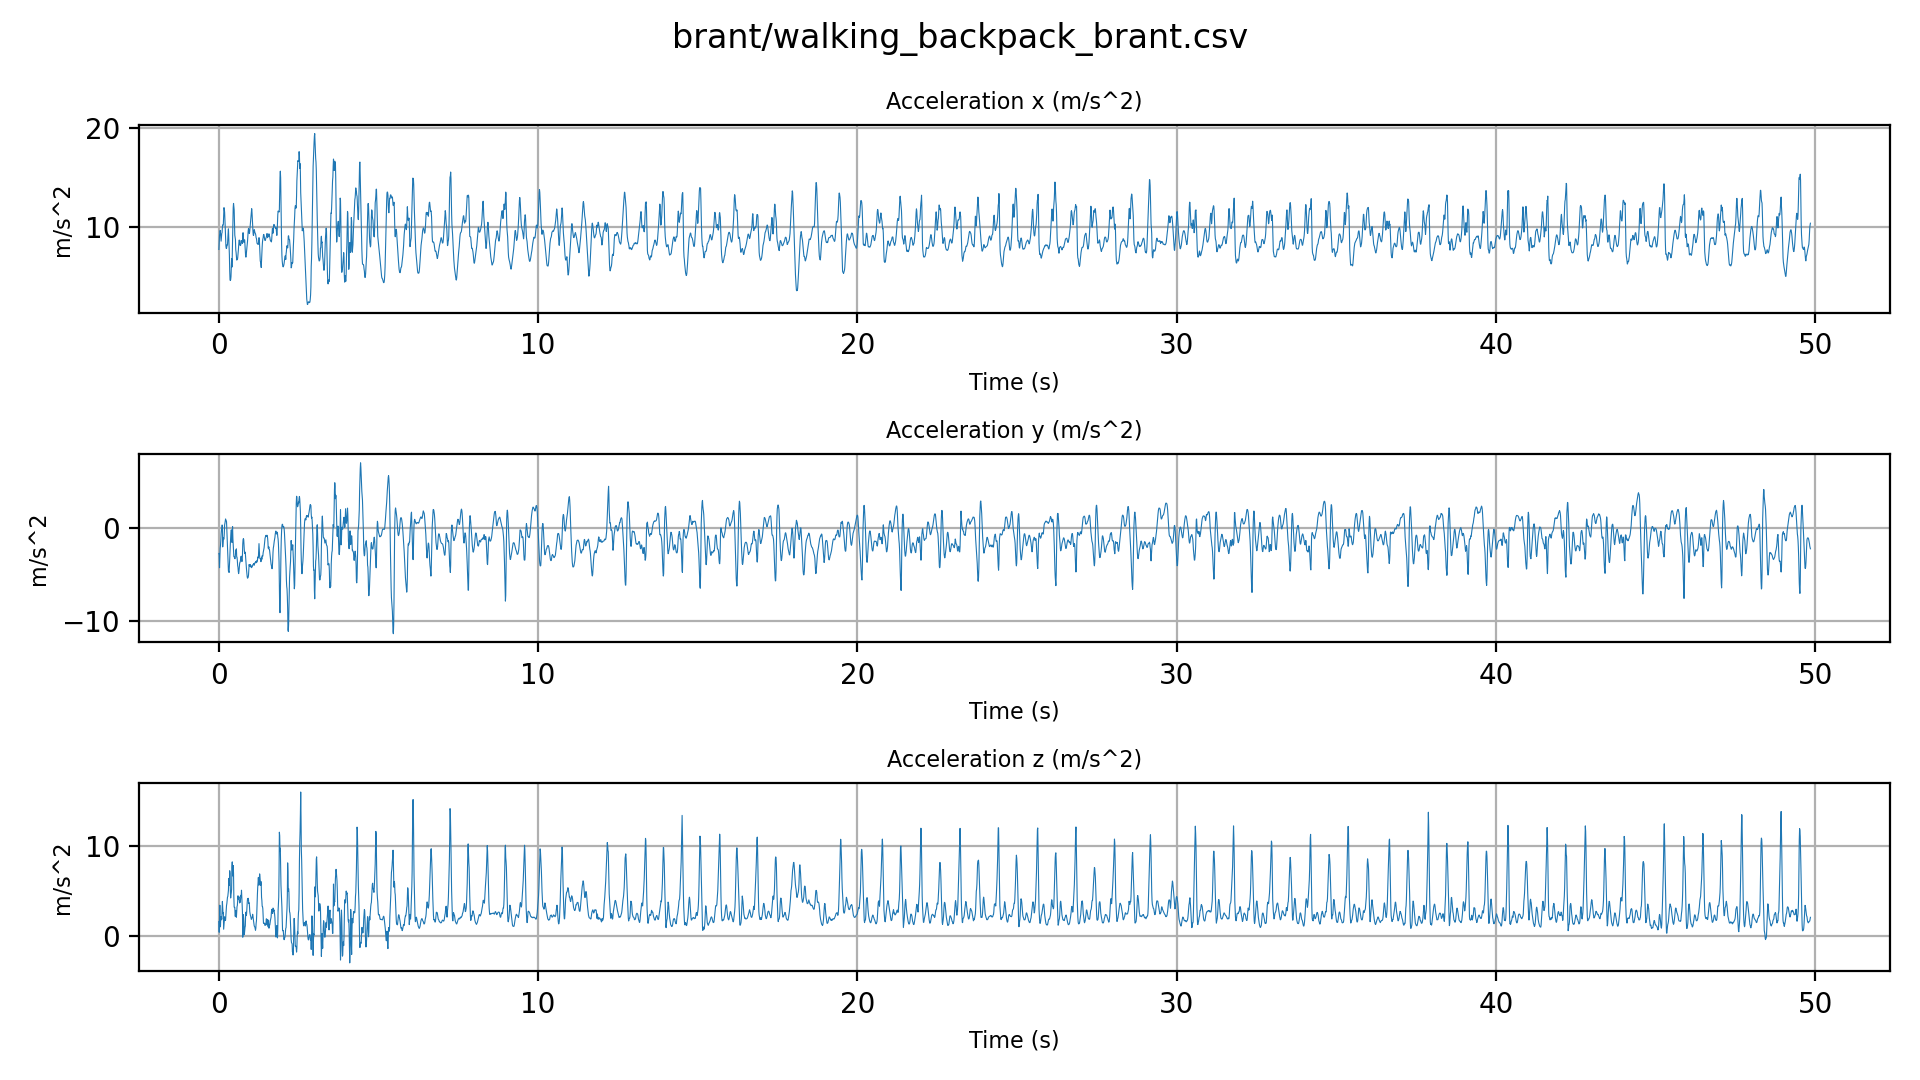 brant/walking_backpack_brant.csv
Acceleration x (m/s^2)
20
10
m/s^2
0 10 20 30 40 50
Time (s)
Acceleration y (m/s^2)
0
−10
m/s^2
0 10 20 30 40 50
Time (s)
Acceleration z (m/s^2)
10
0
m/s^2
0 10 20 30 40 50
Time (s)